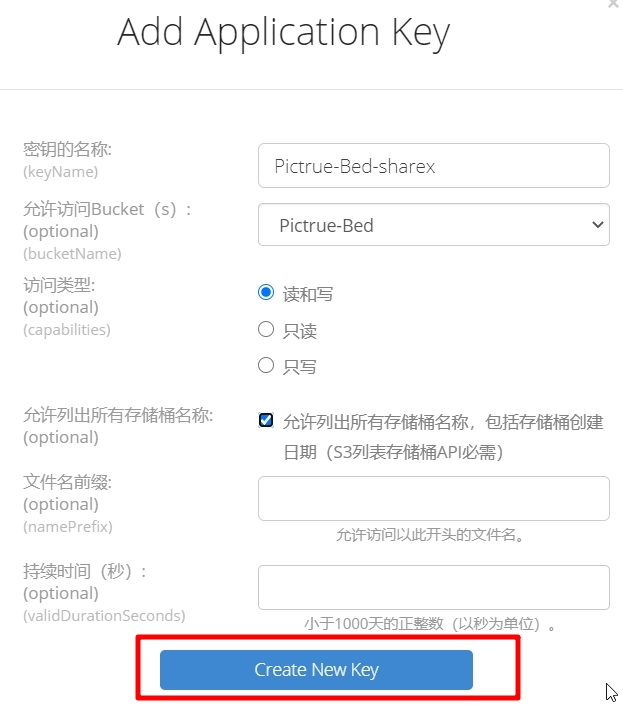 Add Application Key
密钥的名称:
(keyName)
Pictrue-Bed-sharex
允许访问Bucket（s）:
(optional)
(bucketName)
Pictrue-Bed
访问类型:
(optional)
(capabilities)
读和写
只读
只写
允许列出所有存储桶名称:
(optional)
允许列出所有存储桶名称，包括存储桶创建
日期（S3列表存储桶API必需）
文件名前缀:
(optional)
(namePrefix)
允许访问以此开头的文件名。
持续时间（秒）:
(optional)
(validDurationSeconds)
小于1000天的正整数（以秒为单位）。
Create New Key